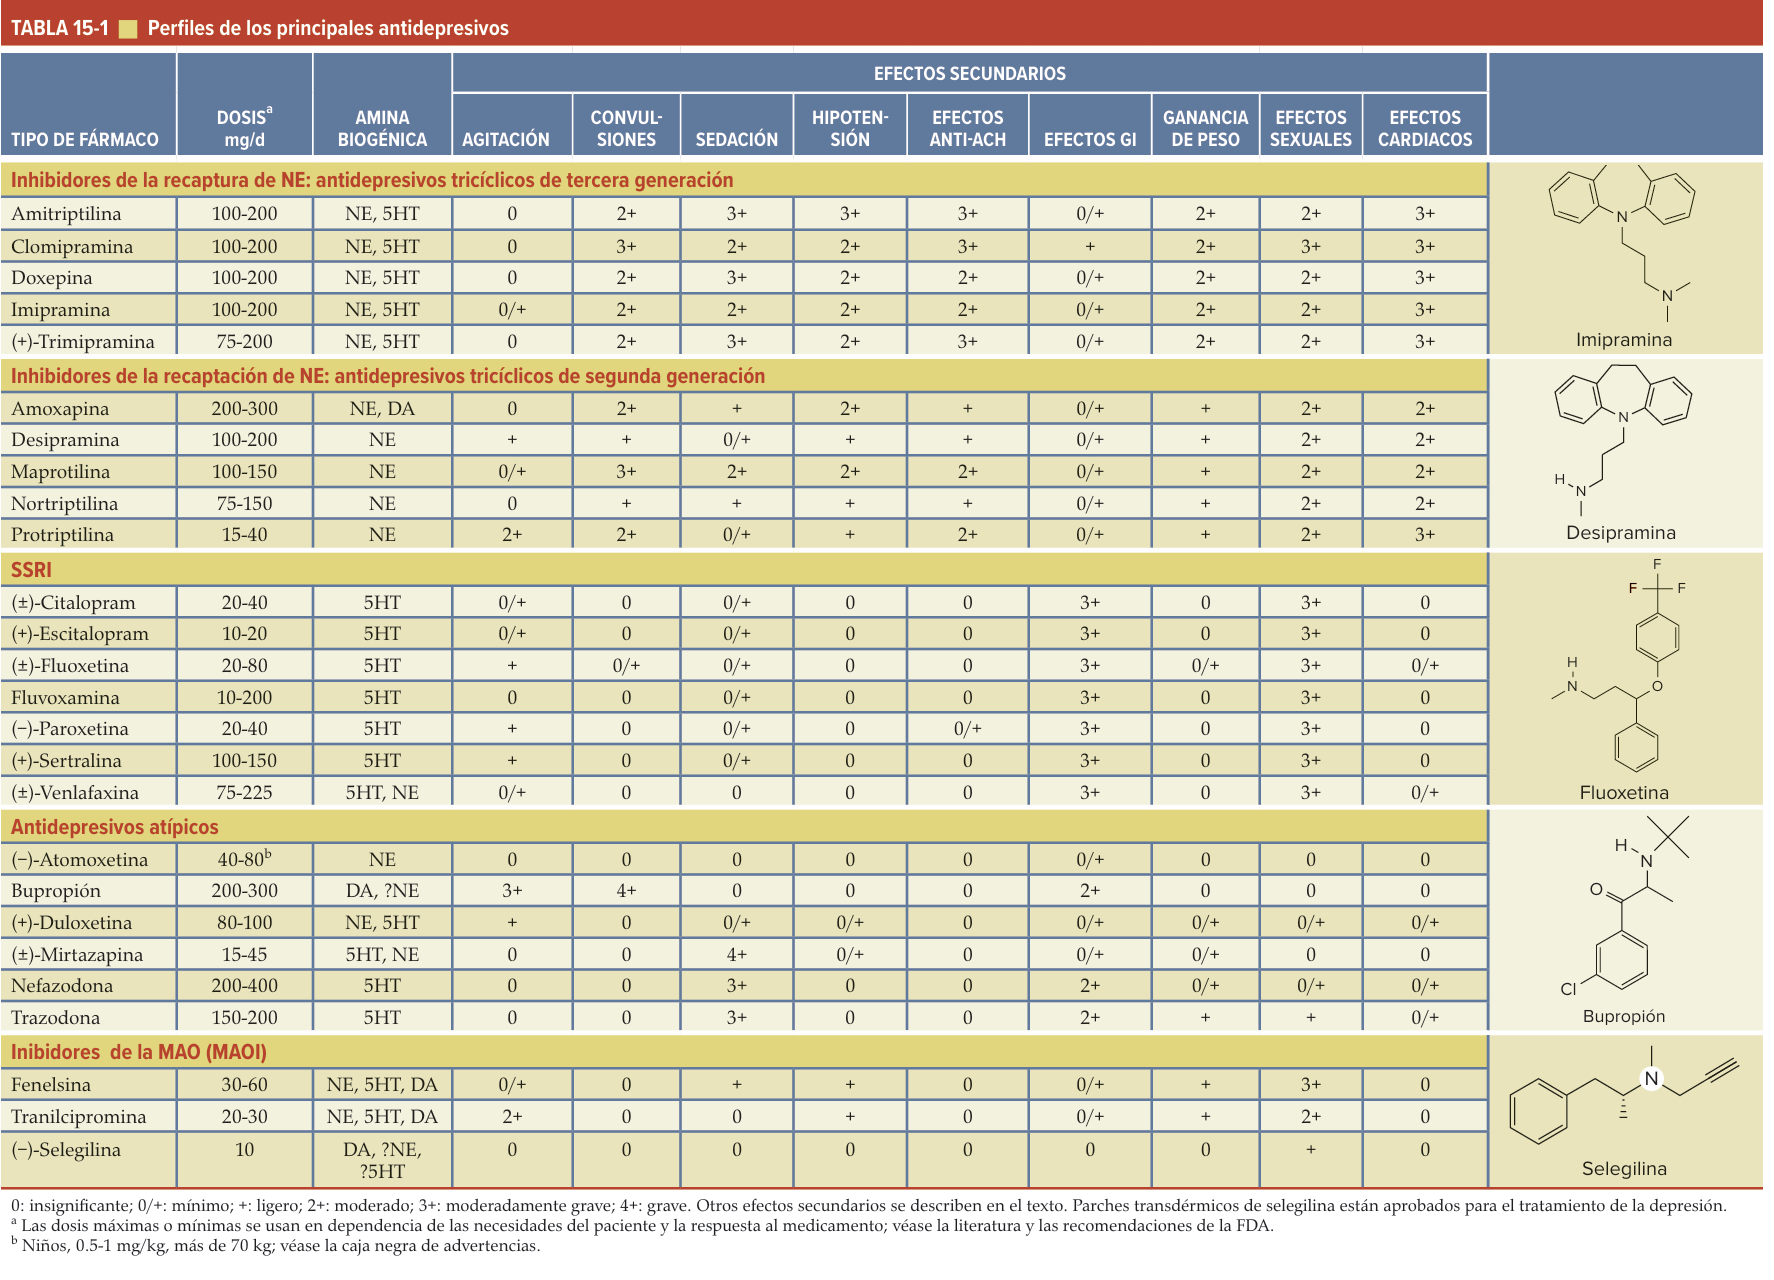 TABLA 15-1 Perfiles de los principales antidepresivos
EFECTOS SECUNDARIOS
TIPO DE FÁRMACO DOSISa mg/d AMINA BIOGÉNICA AGITACIÓN CONVUL-SIONES SEDACIÓN HIPOTEN-SIÓN EFECTOS ANTI-ACH EFECTOS GI GANANCIA DE PESO EFECTOS SEXUALES EFECTOS CARDIACOS
Inhibidores de la recaptura de NE: antidepresivos tricíclicos de tercera generación
Amitriptilina 100-200 NE, 5HT 0 2+ 3+ 3+ 3+ 0/+ 2+ 2+ 3+
Clomipramina 100-200 NE, 5HT 0 3+ 2+ 2+ 3+ + 2+ 3+ 3+
Doxepina 100-200 NE, 5HT 0 2+ 3+ 2+ 2+ 0/+ 2+ 2+ 3+
Imipramina 100-200 NE, 5HT 0/+ 2+ 2+ 2+ 2+ 0/+ 2+ 2+ 3+
(+)-Trimipramina 75-200 NE, 5HT 0 2+ 3+ 2+ 3+ 0/+ 2+ 2+ 3+
N
N
Imipramina
Inhibidores de la recaptación de NE: antidepresivos tricíclicos de segunda generación
Amoxapina 200-300 NE, DA 0 2+ + 2+ + 0/+ + 2+ 2+
Desipramina 100-200 NE + + 0/+ + + 0/+ + 2+ 2+
Maprotilina 100-150 NE 0/+ 3+ 2+ 2+ 2+ 0/+ + 2+ 2+
Nortriptilina 75-150 NE 0 + + + + 0/+ + 2+ 2+
Protriptilina 15-40 NE 2+ 2+ 0/+ + 2+ 0/+ + 2+ 3+
N
H
N
Desipramina
SSRI
(±)-Citalopram 20-40 5HT 0/+ 0 0/+ 0 0 3+ 0 3+ 0
(+)-Escitalopram 10-20 5HT 0/+ 0 0/+ 0 0 3+ 0 3+ 0
(±)-Fluoxetina 20-80 5HT + 0/+ 0/+ 0 0 3+ 0/+ 3+ 0/+
Fluvoxamina 10-200 5HT 0 0 0/+ 0 0 3+ 0 3+ 0
(−)-Paroxetina 20-40 5HT + 0 0/+ 0 0/+ 3+ 0 3+ 0
(+)-Sertralina 100-150 5HT + 0 0/+ 0 0 3+ 0 3+ 0
(±)-Venlafaxina 75-225 5HT, NE 0/+ 0 0 0 0 3+ 0 3+ 0/+
F
F F
H
N O
Fluoxetina
Antidepresivos atípicos
(−)-Atomoxetina 40-80b NE 0 0 0 0 0 0/+ 0 0 0
Bupropión 200-300 DA, ?NE 3+ 4+ 0 0 0 2+ 0 0 0
(+)-Duloxetina 80-100 NE, 5HT + 0 0/+ 0/+ 0 0/+ 0/+ 0/+ 0/+
(±)-Mirtazapina 15-45 5HT, NE 0 0 4+ 0/+ 0 0/+ 0/+ 0 0
Nefazodona 200-400 5HT 0 0 3+ 0 0 2+ 0/+ 0/+ 0/+
Trazodona 150-200 5HT 0 0 3+ 0 0 2+ + + 0/+
H
N
O
Cl
Bupropión
Inibidores de la MAO (MAOI)
Fenelsina 30-60 NE, 5HT, DA 0/+ 0 + + 0 0/+ + 3+ 0
Tranilcipromina 20-30 NE, 5HT, DA 2+ 0 0 + 0 0/+ + 2+ 0
(−)-Selegilina 10 DA, ?NE, ?5HT 0 0 0 0 0 0 0 + 0
N
Selegilina
0: insignificante; 0/+: mínimo; +: ligero; 2+: moderado; 3+: moderadamente grave; 4+: grave. Otros efectos secundarios se describen en el texto. Parches transdérmicos de selegilina están aprobados para el tratamiento de la depresión.
a Las dosis máximas o mínimas se usan en dependencia de las necesidades del paciente y la respuesta al medicamento; véase la literatura y las recomendaciones de la FDA.
b Niños, 0.5-1 mg/kg, más de 70 kg; véase la caja negra de advertencias.